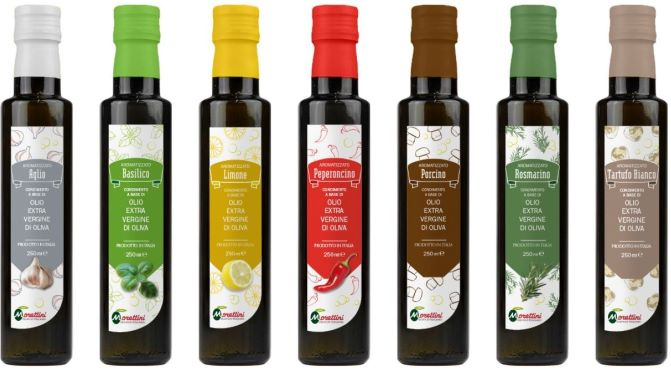 AROMATIZZATO
Aglio
CONDIMENTO
A BASE DI
OLIO
EXTRA
VERGINE
DI OLIVA
PRODOTTO IN ITALIA
250 ml e
Morettini
AROMATIZZATO
Basilico
CONDIMENTO
A BASE DI
OLIO
EXTRA
VERGINE
DI OLIVA
PRODOTTO IN ITALIA
250 ml e
Morettini
AROMATIZZATO
Limone
CONDIMENTO
A BASE DI
OLIO
EXTRA
VERGINE
DI OLIVA
PRODOTTO IN ITALIA
250 ml e
Morettini
AROMATIZZATO
Peperoncino
CONDIMENTO
A BASE DI
OLIO
EXTRA
VERGINE
DI OLIVA
PRODOTTO IN ITALIA
250 ml e
Morettini
AROMATIZZATO
Porcino
CONDIMENTO
A BASE DI
OLIO
EXTRA
VERGINE
DI OLIVA
PRODOTTO IN ITALIA
250 ml e
Morettini
AROMATIZZATO
Rosmarino
CONDIMENTO
A BASE DI
OLIO
EXTRA
VERGINE
DI OLIVA
PRODOTTO IN ITALIA
250 ml e
Morettini
AROMATIZZATO
Tartufo Bianco
CONDIMENTO
A BASE DI
OLIO
EXTRA
VERGINE
DI OLIVA
PRODOTTO IN ITALIA
250 ml e
Morettini